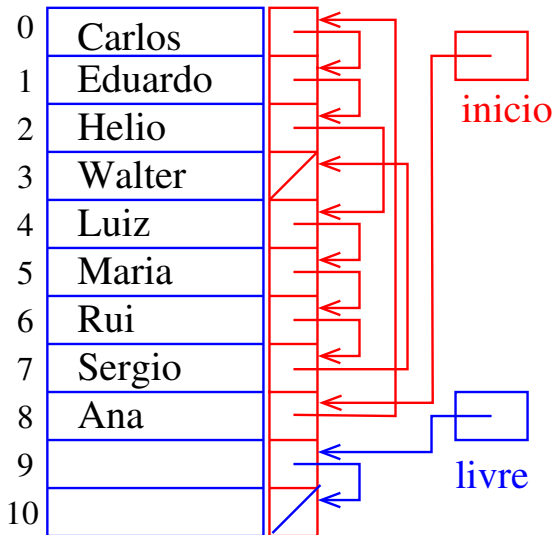 0 Carlos
1 Eduardo
inicio
2 Helio
3 Walter
4 Luiz
5 Maria
6 Rui
7 Sergio
8 Ana
9
livre
10